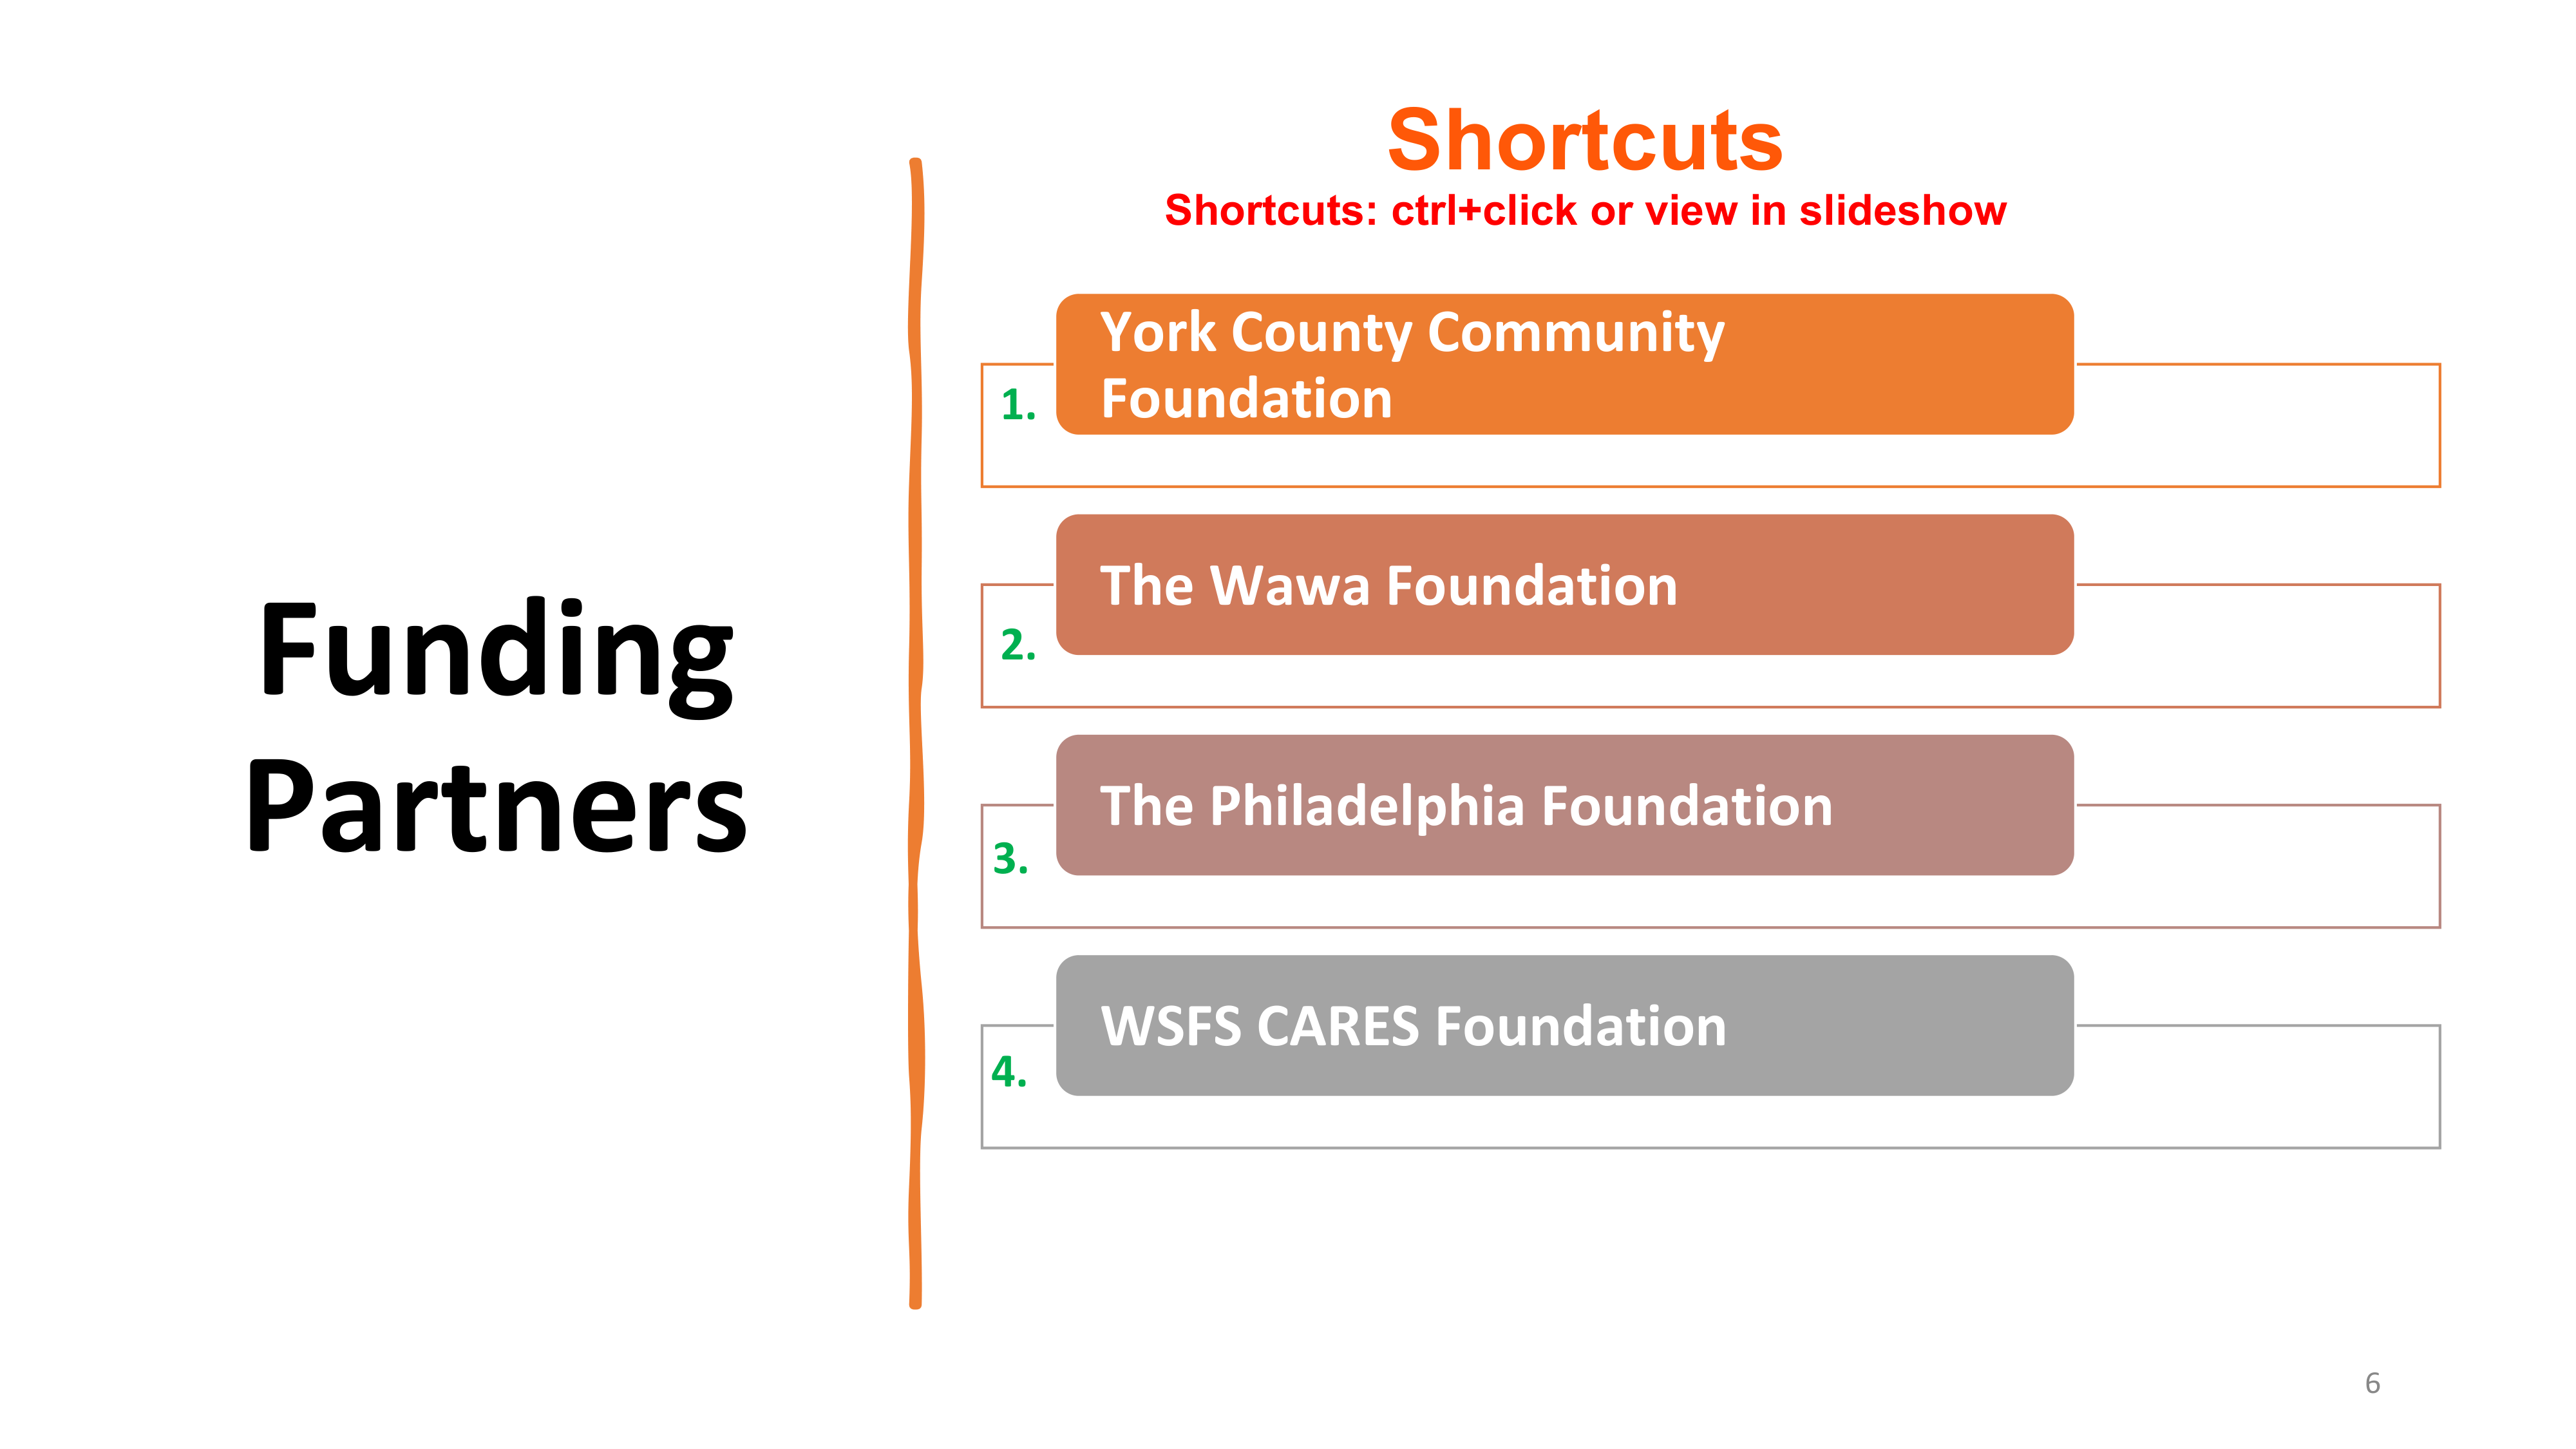 Funding
Partners
Shortcuts
Shortcuts: ctrl+click or view in slideshow
1.
York County Community
Foundation
2.
The Wawa Foundation
3.
The Philadelphia Foundation
4.
WSFS CARES Foundation
6